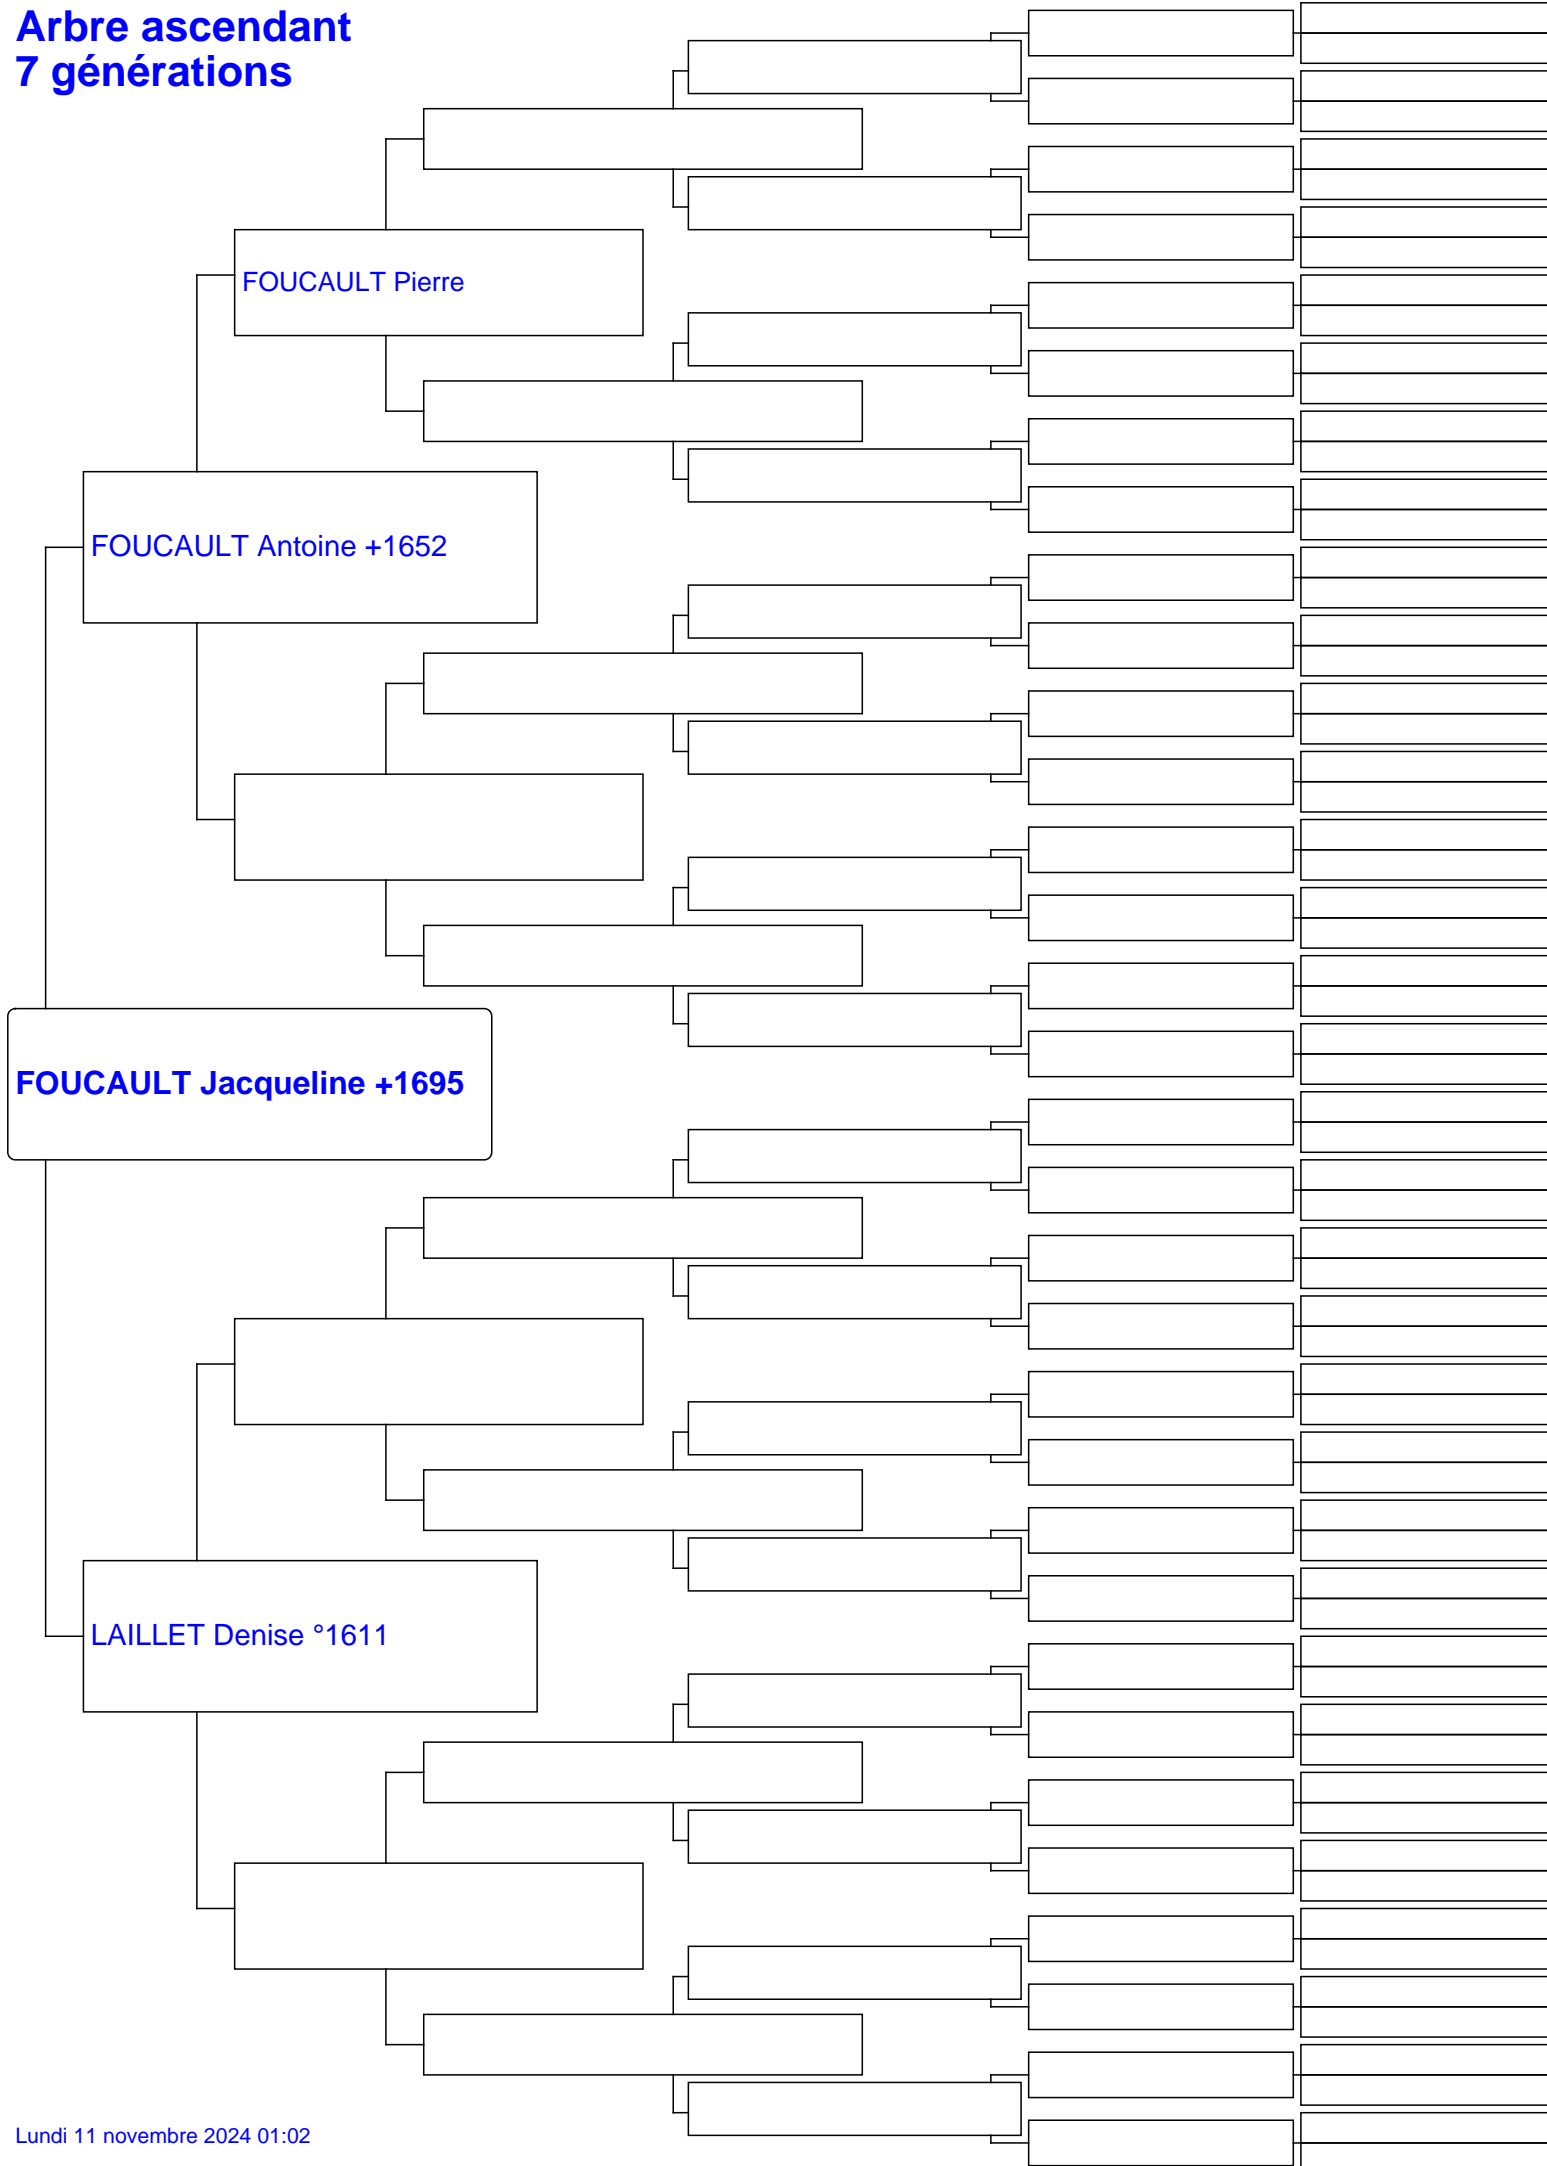 Arbre ascendant
7 générations
FOUCAULT Pierre
FOUCAULT Antoine +1652
FOUCAULT Jacqueline +1695
LAILLET Denise °1611
Lundi 11 novembre 2024 01:02